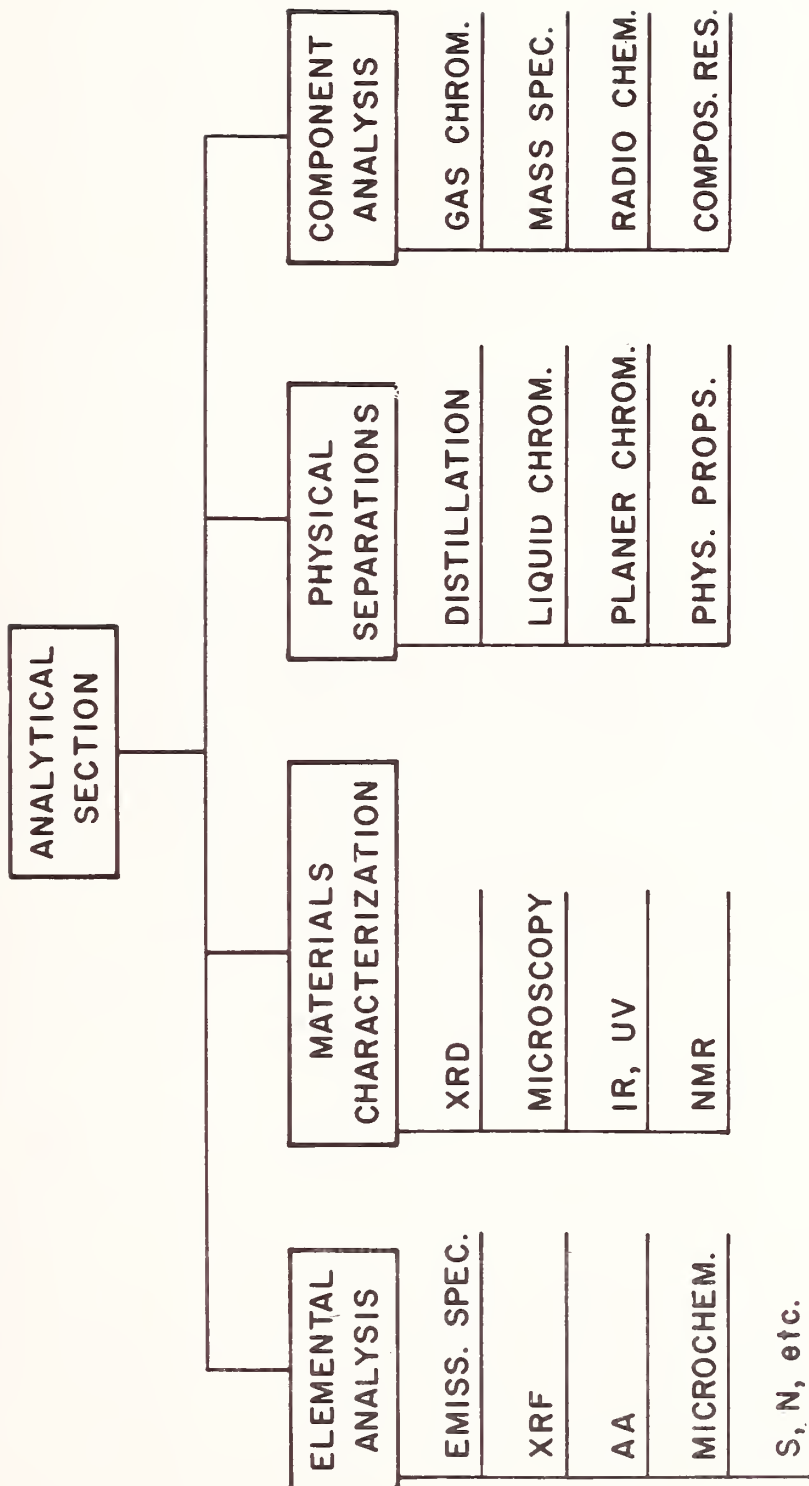 ANALYTICAL
SECTION
ELEMENTAL
ANALYSIS
EMISS. SPEC.
XRF
AA
MICROCHEM.
S, N, etc.
MATERIALS
CHARACTERIZATION
XRD
MICROSCOPY
IR, UV
NMR
PHYSICAL
SEPARATIONS
DISTILLATION
LIQUID CHROM.
PLANER CHROM.
PHYS. PROPS.
COMPONENT
ANALYSIS
GAS CHROM.
MASS SPEC.
RADIO CHEM.
COMPOS. RES.